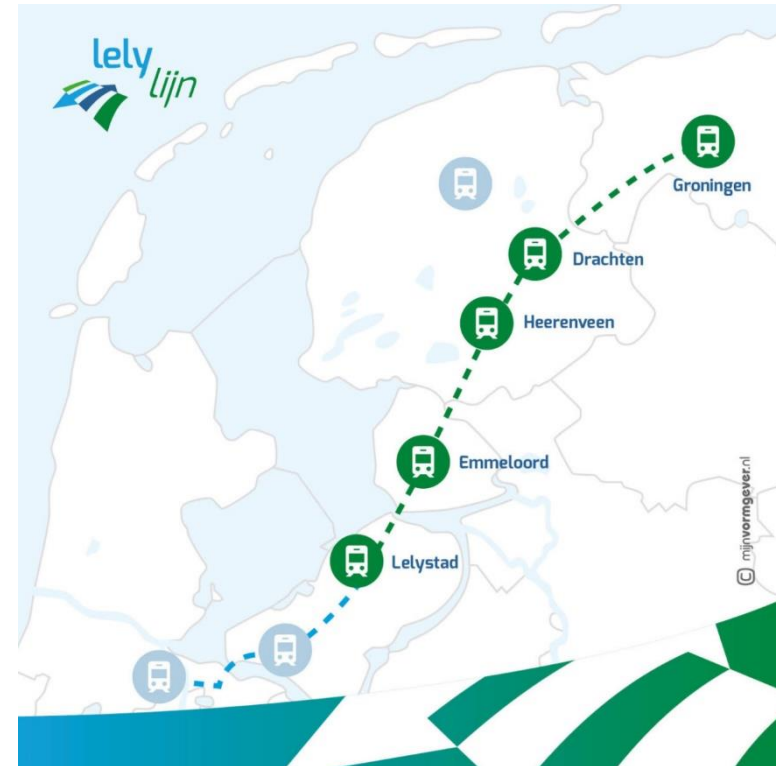 lely
lijn
Groningen
Drachten
Heerenveen
Emmeloord
Lelystad
© mijnvormgever.nl